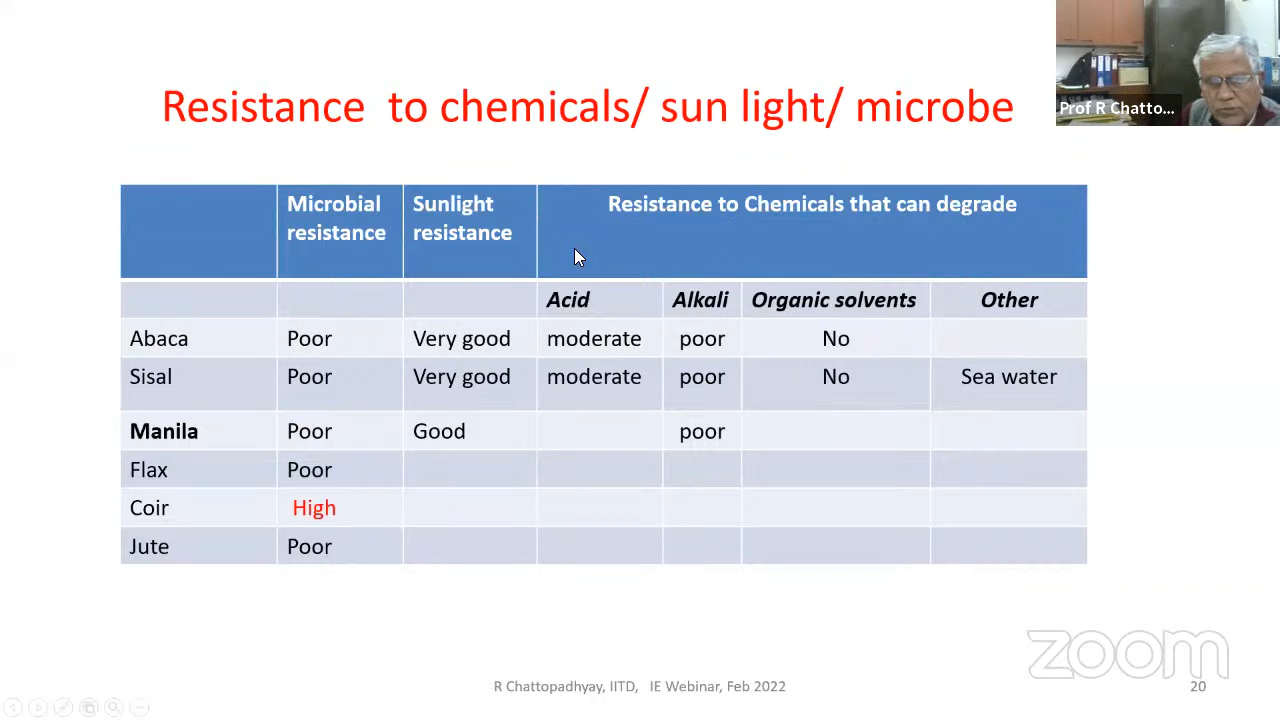 Resistance to chemicals/ sun light/ microbe
Prof R Chatto...
Microbial resistance Sunlight resistance Resistance to Chemicals that can degrade
Acid Alkali Organic solvents Other
Abaca Poor Very good moderate poor No
Sisal Poor Very good moderate poor No Sea water
Manila Poor Good poor
Flax Poor
Coir High
Jute Poor
zoom
R Chattopadhyay, IITD, IE Webinar, Feb 2022 20